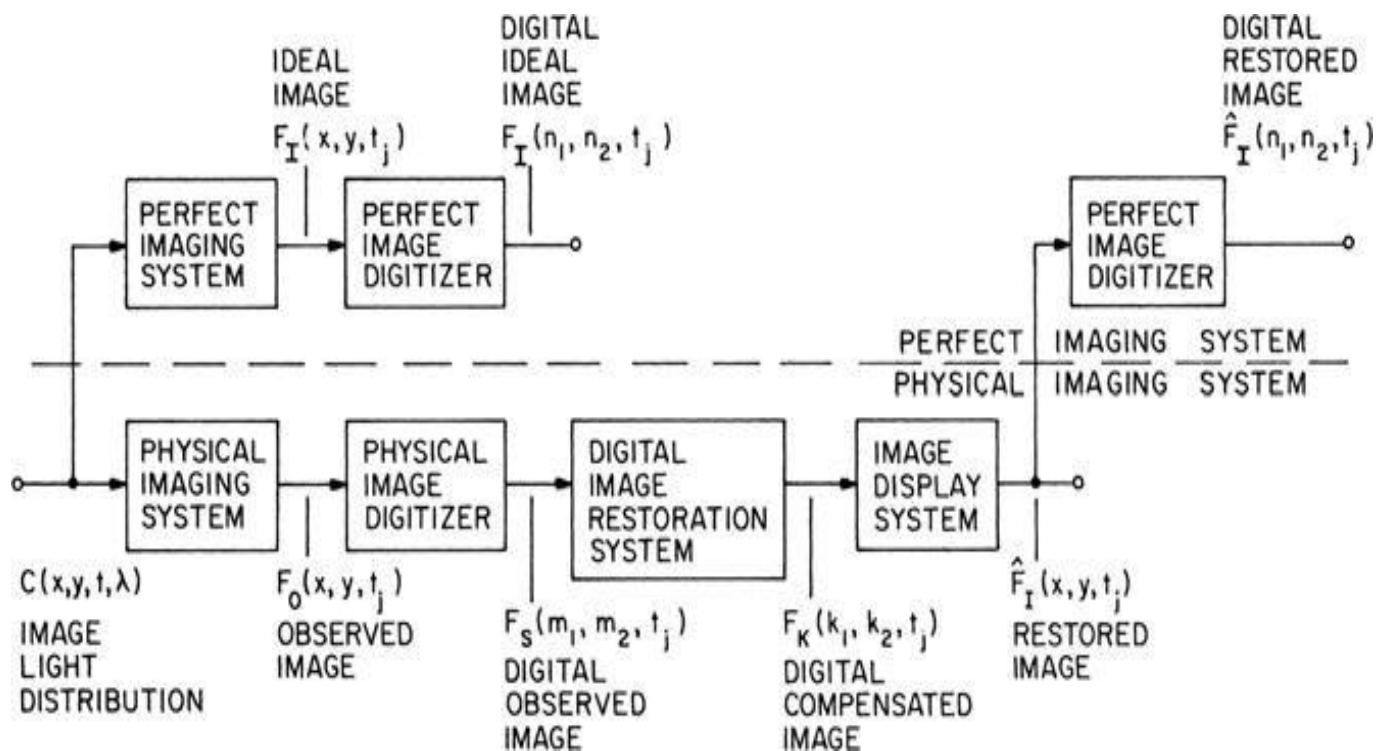 IDEAL
IMAGE
F_I(x, y, t_j)
DIGITAL
IDEAL
IMAGE
F_I(n_1, n_2, t_j)
DIGITAL
RESTORED
IMAGE
F̂_I(n_1, n_2, t_j)
PERFECT
IMAGING
SYSTEM
PERFECT
IMAGE
DIGITIZER
PERFECT
IMAGE
DIGITIZER
PERFECT IMAGING SYSTEM
PHYSICAL IMAGING SYSTEM
PHYSICAL
IMAGING
SYSTEM
PHYSICAL
IMAGE
DIGITIZER
DIGITAL
IMAGE
RESTORATION
SYSTEM
IMAGE
DISPLAY
SYSTEM
C(x,y,t,λ)
IMAGE
LIGHT
DISTRIBUTION
F_O(x, y, t_j)
OBSERVED
IMAGE
F_S(m_1, m_2, t_j)
DIGITAL
OBSERVED
IMAGE
F_K(k_1, k_2, t_j)
DIGITAL
COMPENSATED
IMAGE
F̂_I(x, y, t_j)
RESTORED
IMAGE